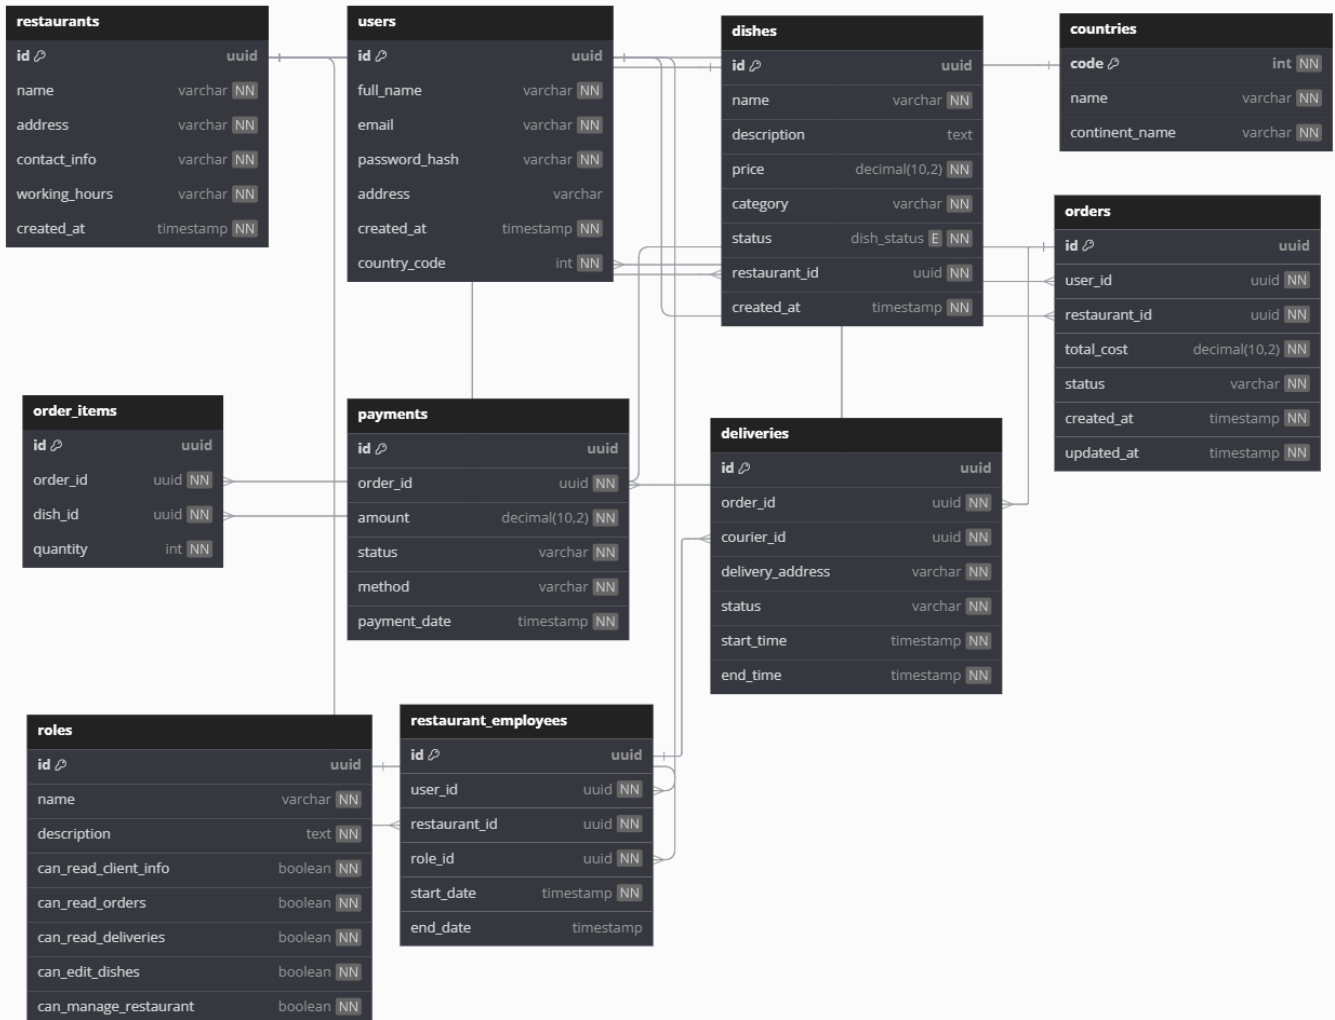 restaurants
id uuid
name varchar NN
address varchar NN
contact_info varchar NN
working_hours varchar NN
created_at timestamp NN
users
id uuid
full_name varchar NN
email varchar NN
password_hash varchar NN
address varchar
created_at timestamp NN
country_code int NN
dishes
id uuid
name varchar NN
description text
price decimal(10,2) NN
category varchar NN
status dish_status E NN
restaurant_id uuid NN
created_at timestamp NN
countries
code int NN
name varchar NN
continent_name varchar NN
orders
id uuid
user_id uuid NN
restaurant_id uuid NN
total_cost decimal(10,2) NN
status varchar NN
created_at timestamp NN
updated_at timestamp NN
order_items
id uuid
order_id uuid NN
dish_id uuid NN
quantity int NN
payments
id uuid
order_id uuid NN
amount decimal(10,2) NN
status varchar NN
method varchar NN
payment_date timestamp NN
deliveries
id uuid
order_id uuid NN
courier_id uuid NN
delivery_address varchar NN
status varchar NN
start_time timestamp NN
end_time timestamp NN
roles
id uuid
name varchar NN
description text NN
can_read_client_info boolean NN
can_read_orders boolean NN
can_read_deliveries boolean NN
can_edit_dishes boolean NN
can_manage_restaurant boolean NN
restaurant_employees
id uuid
user_id uuid NN
restaurant_id uuid NN
role_id uuid NN
start_date timestamp NN
end_date timestamp